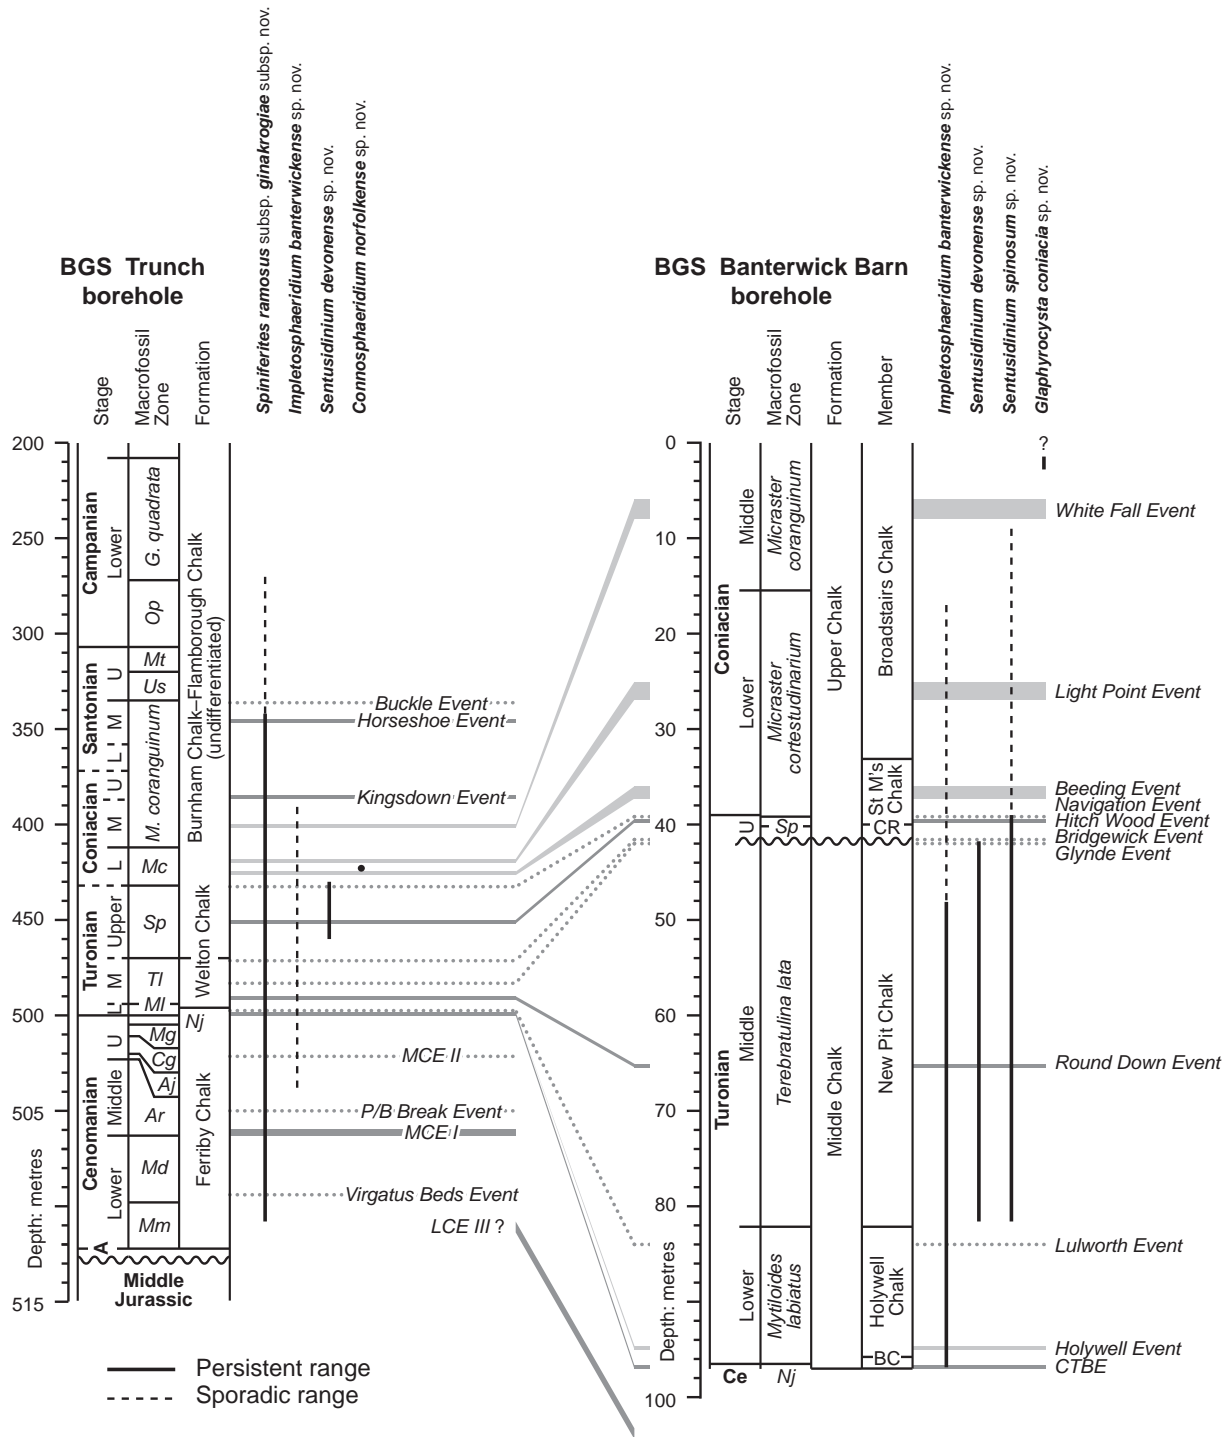 Spiniferites ramosus subsp. ginakrogiae subsp. nov.
Impletosphaeridium banterwickense sp. nov.
Sentusidinium devonense sp. nov.
Connosphaeridium norfolkense sp. nov.
BGS Trunch
borehole
Stage
Macrofossil
Zone
Formation
200
250
300
350
400
450
500
505
515
Depth: metres
Campanian
Lower
Santonian
U
M
L
Coniacian
U
M
L
Turonian
Upper
M
L
Cenomanian
U
Middle
Lower
A
Middle
Jurassic
G. quadrata
Op
Mt
Us
M. coranguinum
Mc
Sp
Tl
Ml
Nj
Mg
Cg
Aj
Ar
Md
Mm
Burnham Chalk–Flamborough Chalk
(undifferentiated)
Welton Chalk
Ferriby Chalk
Buckle Event
Horseshoe Event
Kingsdown Event
MCE II
P/B Break Event
MCE I
Virgatus Beds Event
LCE III ?
Persistent range
Sporadic range
BGS Banterwick Barn
borehole
Stage
Macrofossil
Zone
Formation
Member
Impletosphaeridium banterwickense sp. nov.
Sentusidinium devonense sp. nov.
Sentusidinium spinosum sp. nov.
Glaphyrocysta coniacia sp. nov.
?
0
10
20
30
40
50
60
70
80
100
Depth: metres
Coniacian
Middle
Lower
U
Turonian
Middle
Lower
Ce
Micraster
coranguinum
Micraster
cortestudinarium
Sp
Terebratulina lata
Mytiloides
labiatus
Nj
Upper Chalk
Middle Chalk
Broadstairs Chalk
St M's
Chalk
CR
New Pit Chalk
Holywell
Chalk
BC
White Fall Event
Light Point Event
Beeding Event
Navigation Event
Hitch Wood Event
Bridgewick Event
Glynde Event
Round Down Event
Lulworth Event
Holywell Event
CTBE